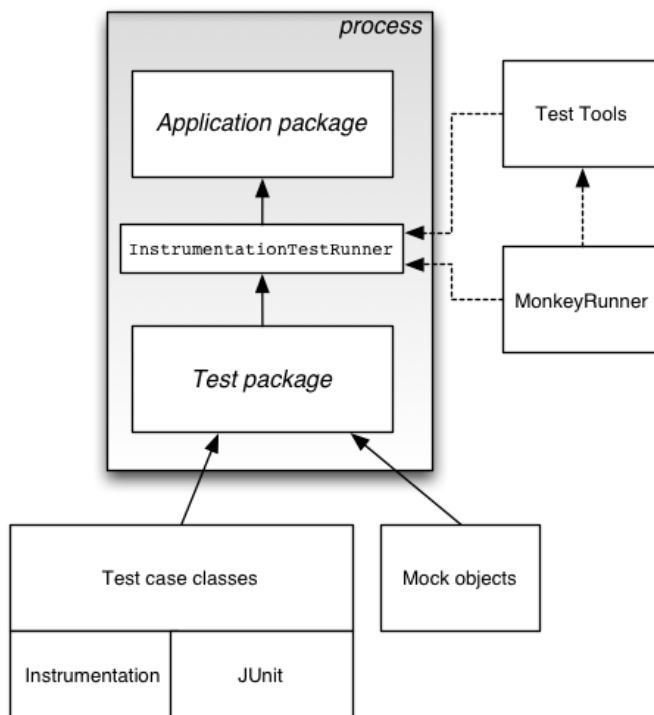 process
Application package
Test Tools
InstrumentationTestRunner
MonkeyRunner
Test package
Test case classes
Mock objects
Instrumentation
JUnit